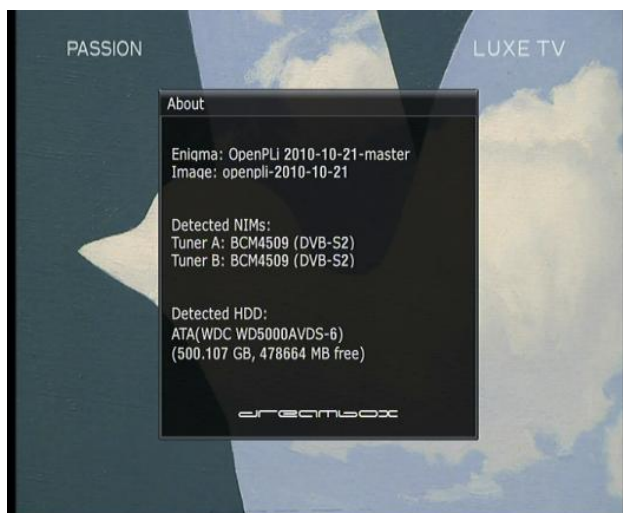 PASSION
LUXE TV
About
Enigma: OpenPLi 2010-10-21-master
Image: openpli-2010-10-21
Detected NIMs:
Tuner A: BCM4509 (DVB-S2)
Tuner B: BCM4509 (DVB-S2)
Detected HDD:
ATA(WDC WD5000AVDS-6)
(500.107 GB, 478664 MB free)
dreambox